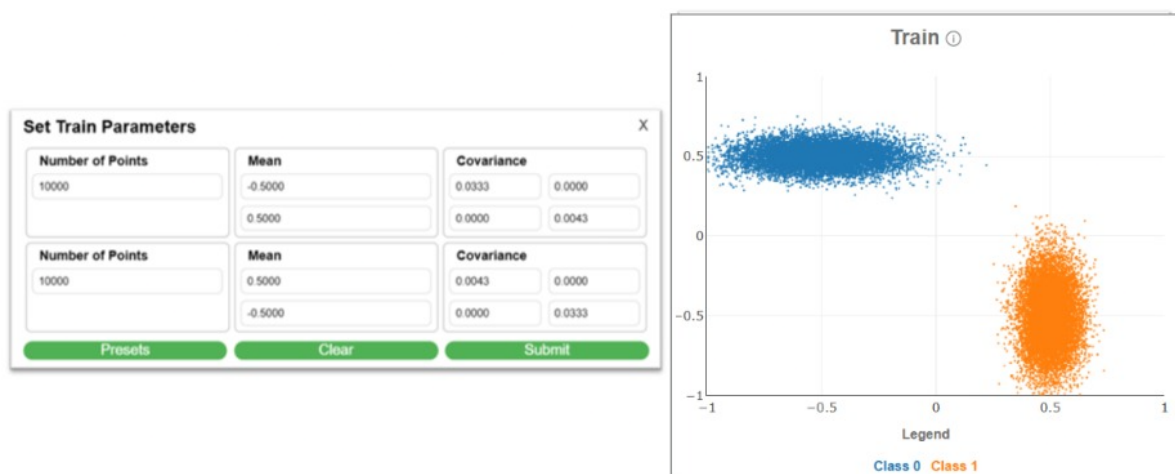 Set Train Parameters X
Number of Points Mean Covariance
10000 -0.5000 0.0333 0.0000
0.5000 0.0000 0.0043
Number of Points Mean Covariance
10000 0.5000 0.0043 0.0000
-0.5000 0.0000 0.0333
Presets Clear Submit
Train ⓘ
1
0.5
0
−0.5
−1
−1 −0.5 0 0.5 1
Legend
Class 0 Class 1